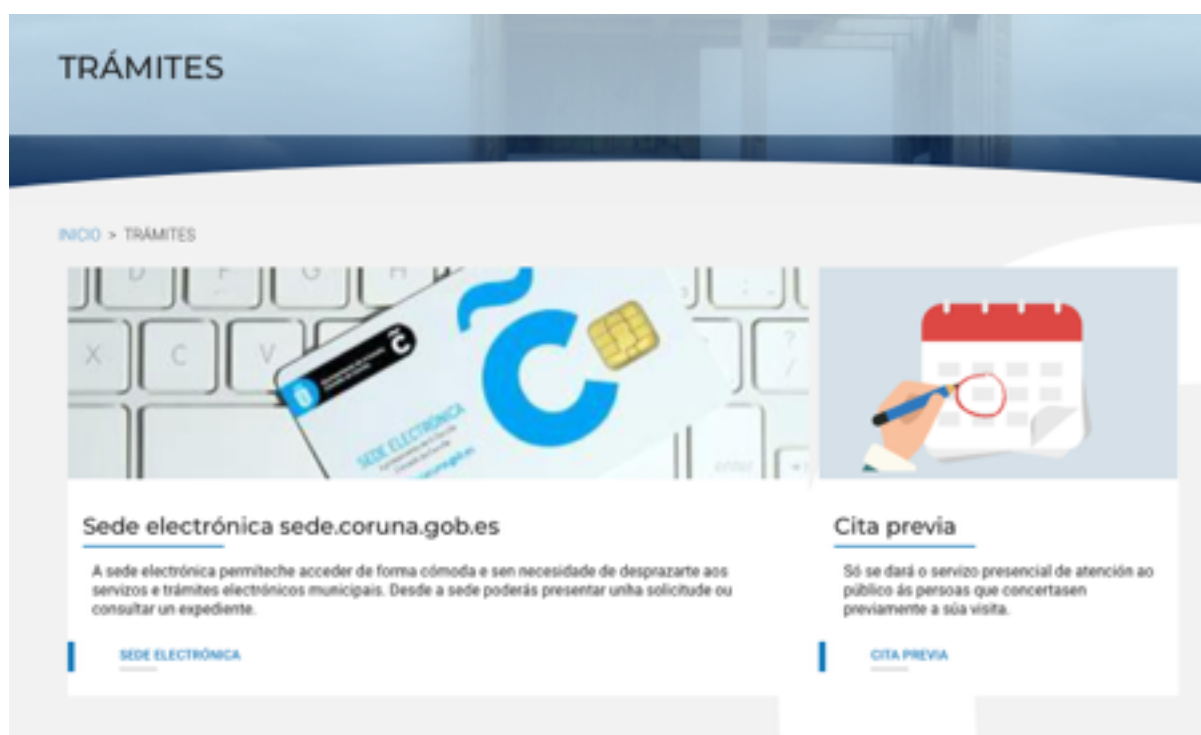 TRÁMITES
INICIO > TRÁMITES
SEDE ELECTRÓNICA
Sede electrónica sede.coruna.gob.es
A sede electrónica permíteche acceder de forma cómoda e sen necesidade de desprazarte aos
servizos e trámites electrónicos municipais. Desde a sede poderás presentar unha solicitude ou
consultar un expediente.
SEDE ELECTRÓNICA
Cita previa
Só se dará o servizo presencial de atención ao
público ás persoas que concertasen
previamente a súa visita.
CITA PREVIA